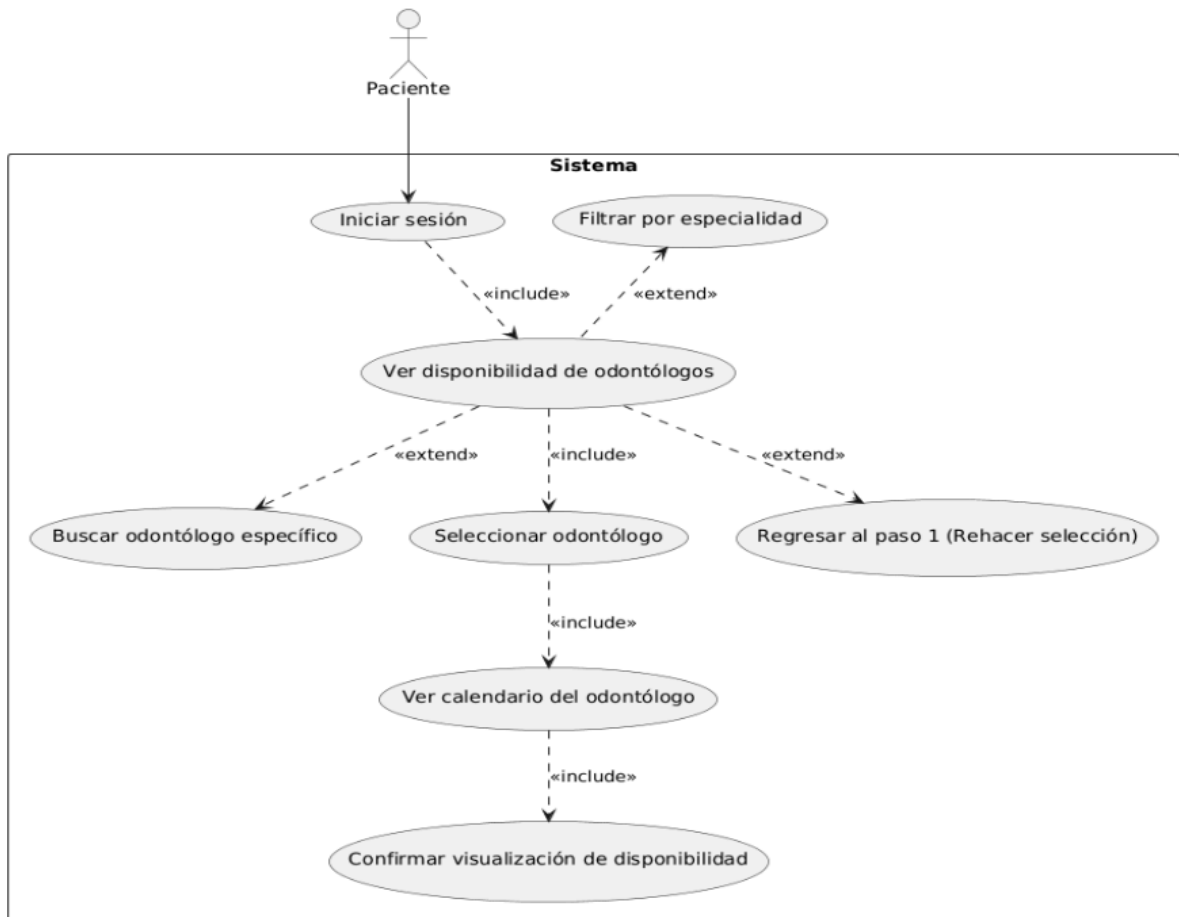 Paciente
Sistema
Iniciar sesión
Filtrar por especialidad
«include»
«extend»
Ver disponibilidad de odontólogos
«extend»
«include»
«extend»
Buscar odontólogo específico
Seleccionar odontólogo
Regresar al paso 1 (Rehacer selección)
«include»
Ver calendario del odontólogo
«include»
Confirmar visualización de disponibilidad